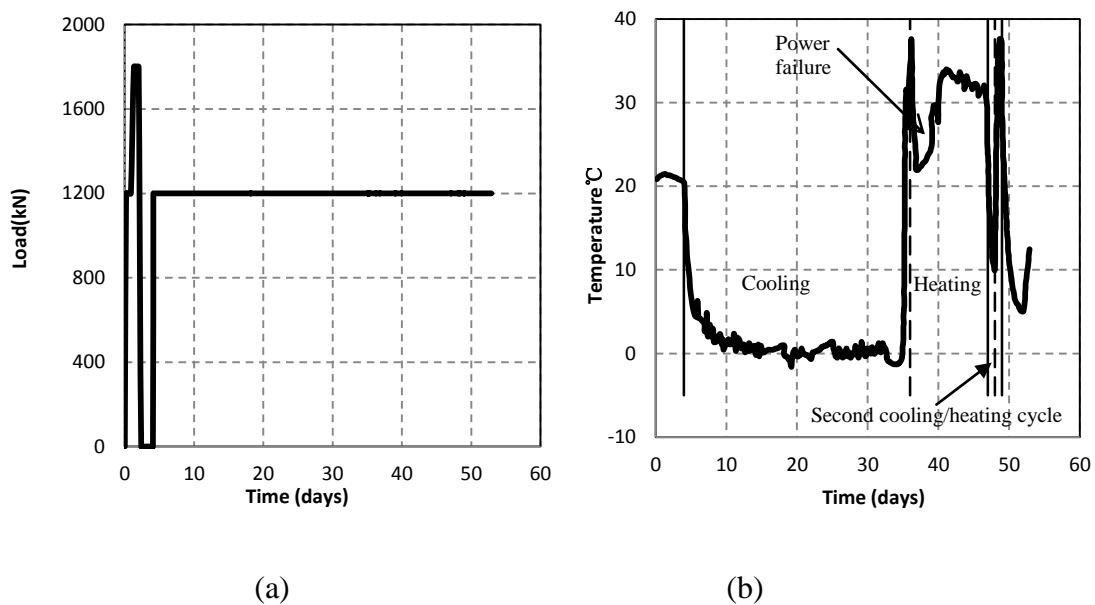 2000
1600
1200
800
400
0
0 10 20 30 40 50 60
Load(kN)
Time (days)
(a)
40
30
20
10
0
-10
0 10 20 30 40 50 60
Temperature℃
Time (days)
Power
failure
Cooling
Heating
Second cooling/heating cycle
(b)